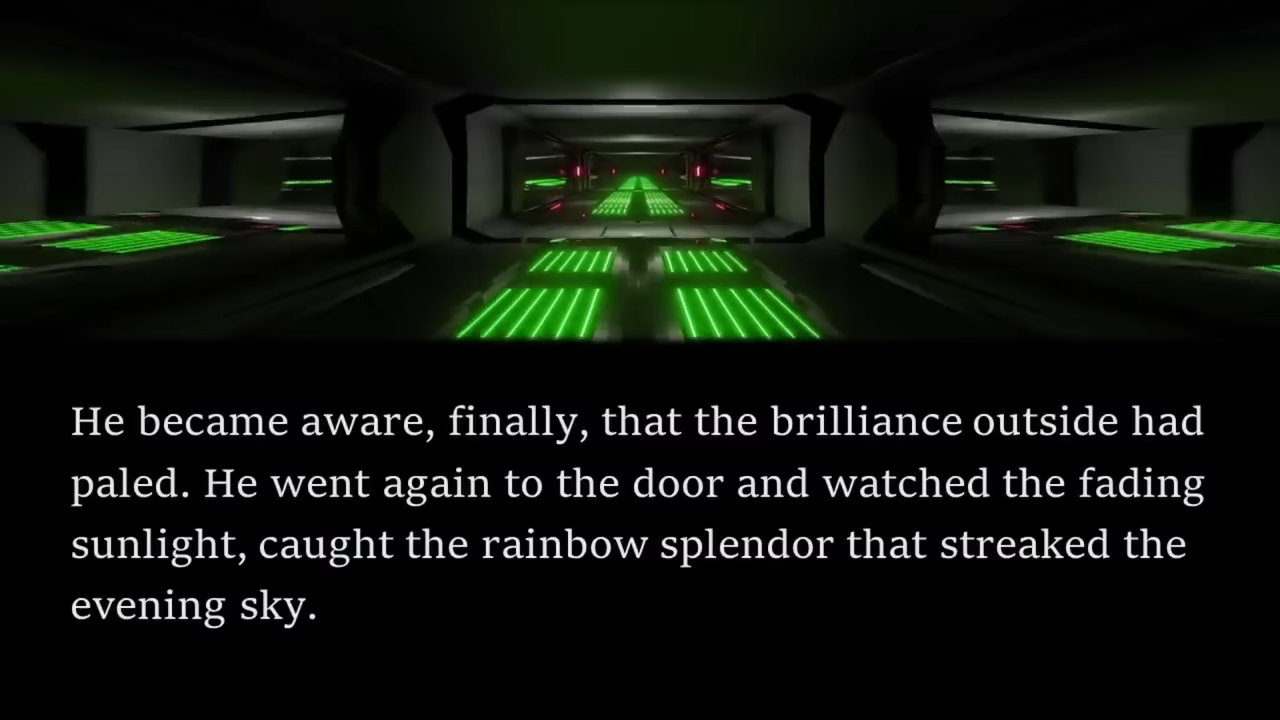 He became aware, finally, that the brilliance outside had
paled. He went again to the door and watched the fading
sunlight, caught the rainbow splendor that streaked the
evening sky.